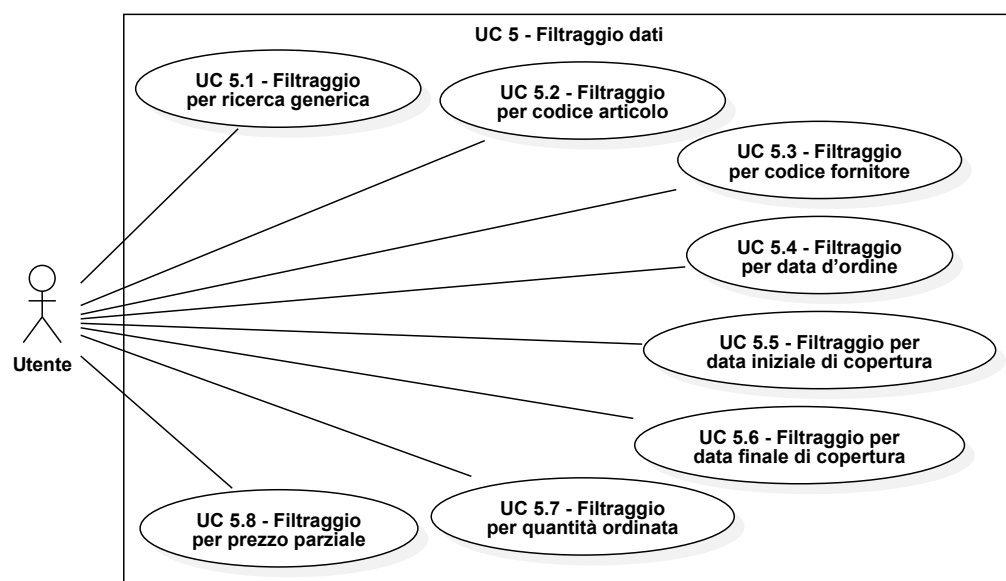 UC 5 - Filtraggio dati
UC 5.1 - Filtraggio
per ricerca generica
UC 5.2 - Filtraggio
per codice articolo
UC 5.3 - Filtraggio
per codice fornitore
UC 5.4 - Filtraggio
per data d’ordine
Utente
UC 5.5 - Filtraggio per
data iniziale di copertura
UC 5.6 - Filtraggio per
data finale di copertura
UC 5.7 - Filtraggio
per quantità ordinata
UC 5.8 - Filtraggio
per prezzo parziale